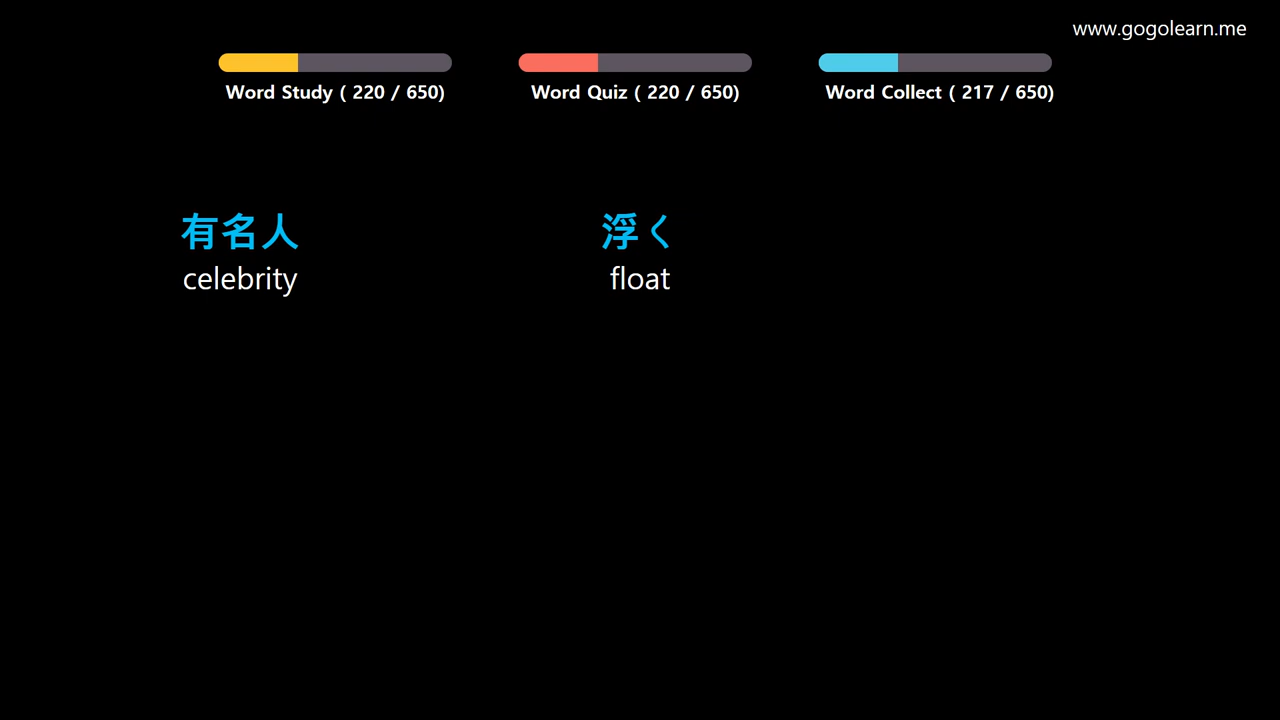 www.gogolearn.me
Word Study ( 220 / 650)
Word Quiz ( 220 / 650)
Word Collect ( 217 / 650)
有名人
celebrity
浮く
float